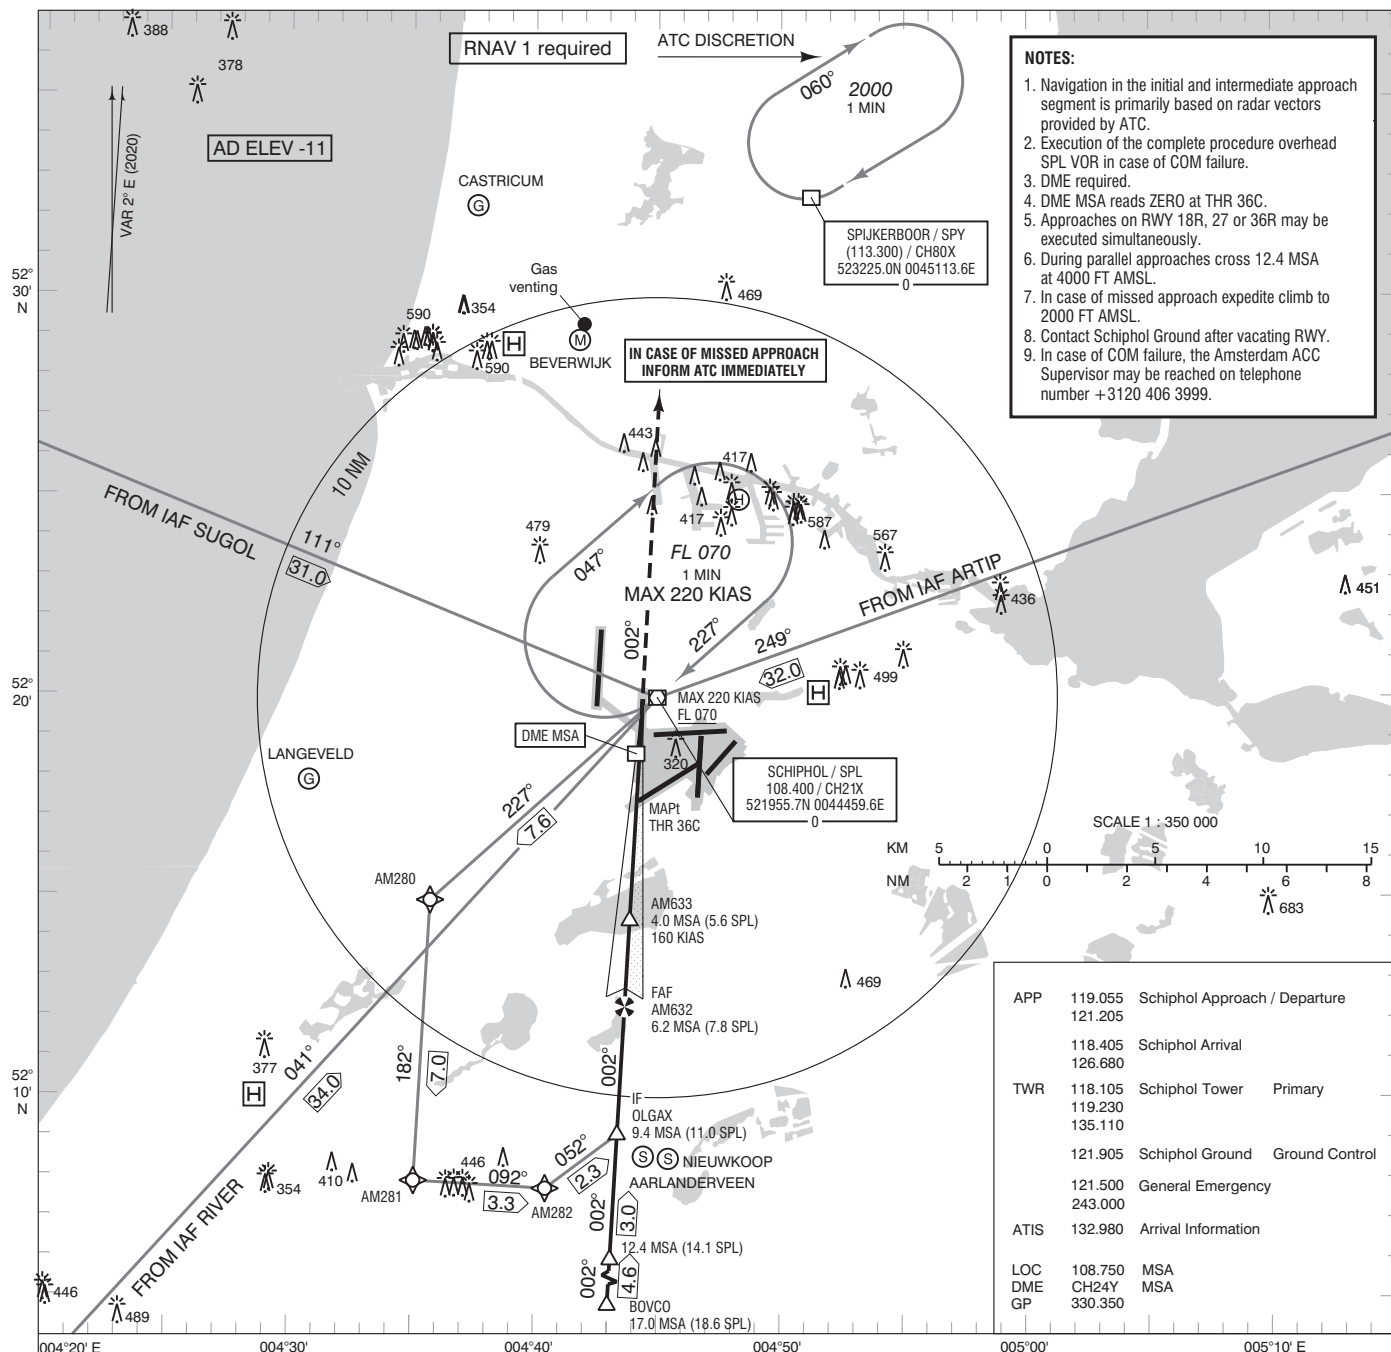 388
378
RNAV 1 required
ATC DISCRETION
060°
2000
1 MIN
NOTES:
1. Navigation in the initial and intermediate approach
segment is primarily based on radar vectors
provided by ATC.
2. Execution of the complete procedure overhead
SPL VOR in case of COM failure.
3. DME required.
4. DME MSA reads ZERO at THR 36C.
5. Approaches on RWY 18R, 27 or 36R may be
executed simultaneously.
6. During parallel approaches cross 12.4 MSA
at 4000 FT AMSL.
7. In case of missed approach expedite climb to
2000 FT AMSL.
8. Contact Schiphol Ground after vacating RWY.
9. In case of COM failure, the Amsterdam ACC
Supervisor may be reached on telephone
number +3120 406 3999.
VAR 2° E (2020)
AD ELEV -11
CASTRICUM
G
SPIJKERBOOR / SPY
(113.300) / CH80X
523225.0N 0045113.6E
0
52°
30'
N
Gas
venting
469
354
590
590
H
M
BEVERWIJK
IN CASE OF MISSED APPROACH
INFORM ATC IMMEDIATELY
10 NM
443
417
417
H
587
567
479
436
451
FROM IAF SUGOL
111°
31.0
047°
FL 070
1 MIN
MAX 220 KIAS
227°
002°
FROM IAF ARTIP
249°
32.0
499
H
52°
20'
MAX 220 KIAS
FL 070
DME MSA
320
LANGEVELD
G
SCHIPHOL / SPL
108.400 / CH21X
521955.7N 0044459.6E
0
MAPt
THR 36C
227°
7.6
SCALE 1 : 350 000
KM
5
0
5
10
15
NM
2
1
0
2
4
6
8
AM280
AM633
4.0 MSA (5.6 SPL)
160 KIAS
683
469
FAF
AM632
6.2 MSA (7.8 SPL)
377
H
041°
34.0
182°
7.0
002°
52°
10'
N
IF
OLGAX
9.4 MSA (11.0 SPL)
S
S
NIEUWKOOP
AARLANDERVEEN
354
410
446
092°
3.3
052°
2.3
AM281
AM282
002°
3.0
12.4 MSA (14.1 SPL)
002°
4.6
BOVCO
17.0 MSA (18.6 SPL)
FROM IAF RIVER
446
489
APP 119.055 Schiphol Approach / Departure
121.205
118.405 Schiphol Arrival
126.680
TWR 118.105 Schiphol Tower Primary
119.230
135.110
121.905 Schiphol Ground Ground Control
121.500 General Emergency
243.000
ATIS 132.980 Arrival Information
LOC 108.750 MSA
DME CH24Y MSA
GP 330.350
004°20' E
004°30'
004°40'
004°50'
005°00'
005°10' E